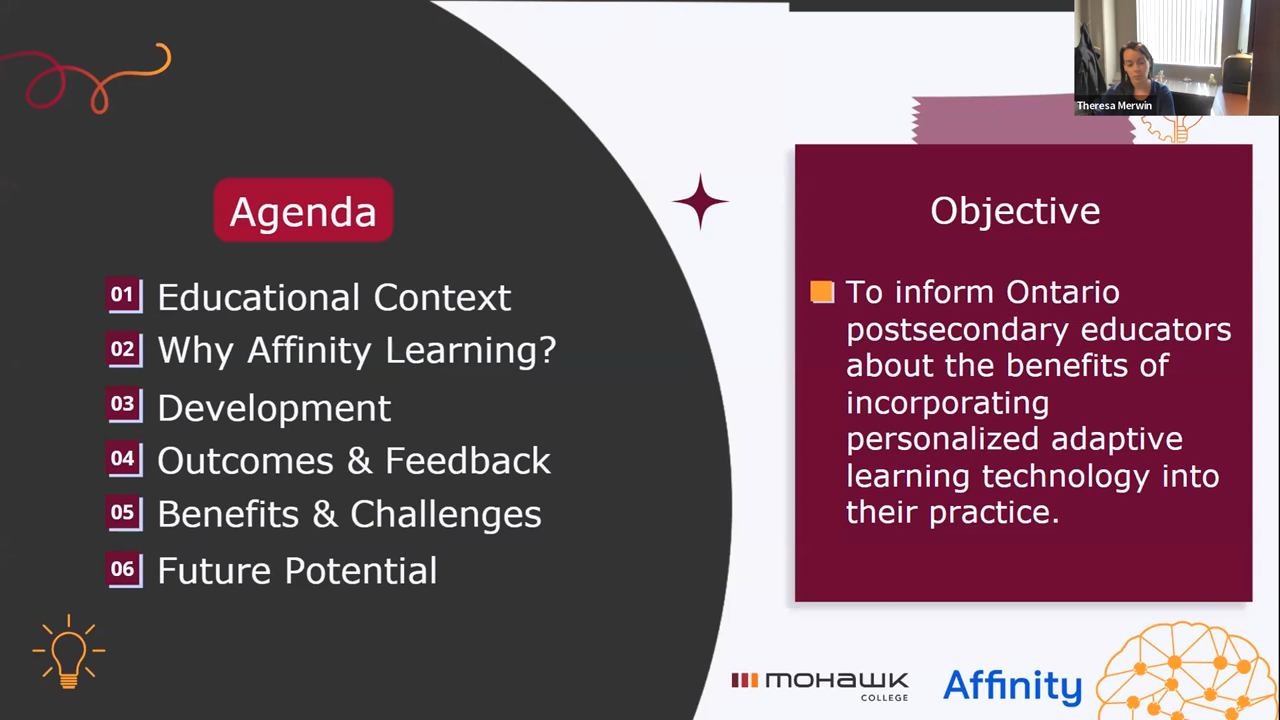 Theresa Merwin
Agenda
01 Educational Context
02 Why Affinity Learning?
03 Development
04 Outcomes & Feedback
05 Benefits & Challenges
06 Future Potential
Objective
To inform Ontario
postsecondary educators
about the benefits of
incorporating
personalized adaptive
learning technology into
their practice.
mohawk
COLLEGE
Affinity